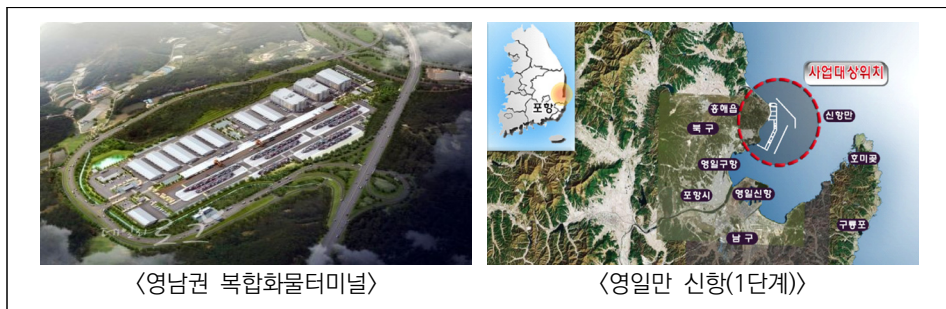 사업대상위치
포항
흥해읍
신항만
북구
호미곶
영일구항
포항시
영일신항
구룡포
남구
〈영남권 복합화물터미널〉
〈영일만 신항(1단계)〉